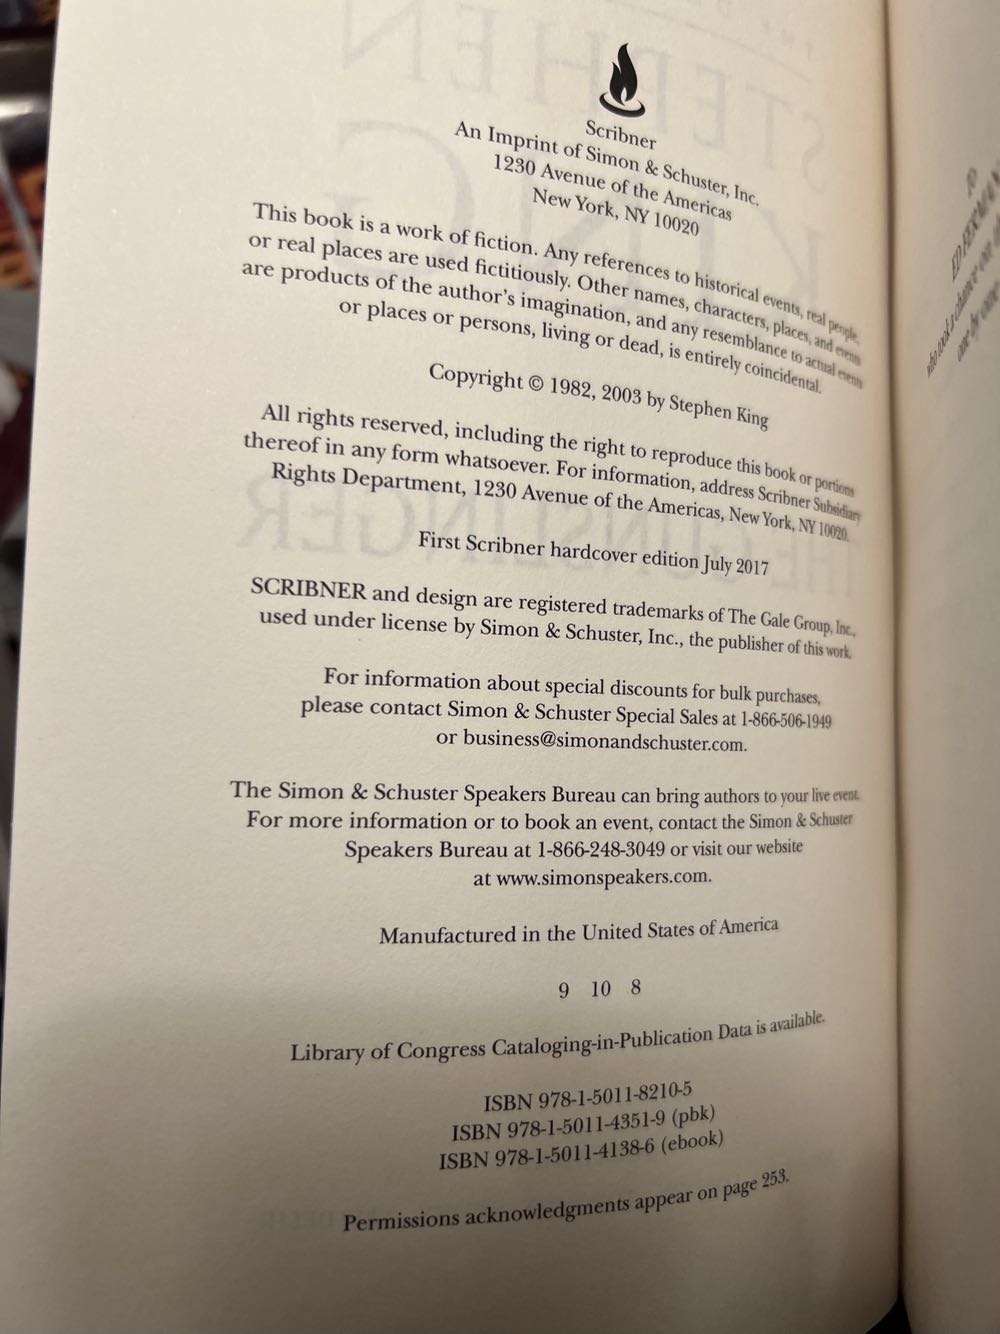 Scribner
An Imprint of Simon & Schuster, Inc.
1230 Avenue of the Americas
New York, NY 10020
This book is a work of fiction. Any references to historical events, real people,
or real places are used fictitiously. Other names, characters, places, and events
are products of the author's imagination, and any resemblance to actual events
or places or persons, living or dead, is entirely coincidental.
Copyright © 1982, 2003 by Stephen King
All rights reserved, including the right to reproduce this book or portions
thereof in any form whatsoever. For information, address Scribner Subsidiary
Rights Department, 1230 Avenue of the Americas, New York, NY 10020.
First Scribner hardcover edition July 2017
SCRIBNER and design are registered trademarks of The Gale Group, Inc.,
used under license by Simon & Schuster, Inc., the publisher of this work.
For information about special discounts for bulk purchases,
please contact Simon & Schuster Special Sales at 1-866-506-1949
or business@simonandschuster.com.
The Simon & Schuster Speakers Bureau can bring authors to your live event.
For more information or to book an event, contact the Simon & Schuster
Speakers Bureau at 1-866-248-3049 or visit our website
at www.simonspeakers.com.
Manufactured in the United States of America
9 10 8
Library of Congress Cataloging-in-Publication Data is available.
ISBN 978-1-5011-8210-5
ISBN 978-1-5011-4351-9 (pbk)
ISBN 978-1-5011-4138-6 (ebook)
Permissions acknowledgments appear on page 253.
TO
ED FERMAN
who took a chance on
one by one